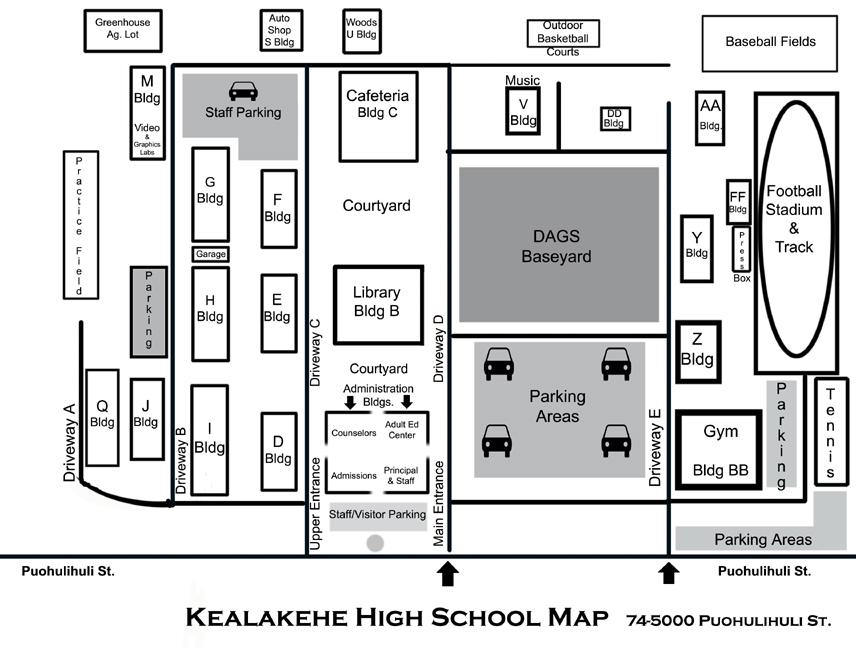 Greenhouse
Ag. Lot
Auto
Shop
S Bldg
Woods
U Bldg
Outdoor
Basketball
Courts
Baseball Fields
M
Bldg
Video
&
Graphics
Labs
Staff Parking
Cafeteria
Bldg C
Music
V
Bldg
DD
Bldg
AA
Bldg.
Practice Field
G
Bldg
F
Bldg
Courtyard
DAGS
Baseyard
FF
Bldg
Y
Bldg
Press
Box
Football
Stadium
&
Track
Garage
Parking
H
Bldg
E
Bldg
Library
Bldg B
Driveway C
Driveway D
Z
Bldg
Courtyard
Administration
Bldgs.
Parking
Areas
Driveway A
Q
Bldg
J
Bldg
Driveway B
I
Bldg
D
Bldg
Counselors
Adult Ed
Center
Admissions
Principal
& Staff
Driveway E
Gym
Bldg BB
Parking
Tennis
Upper Entrance
Staff/Visitor Parking
Main Entrance
Parking Areas
Puohulihuli St.
Puohulihuli St.
Kealakehe High School Map 74-5000 Puohulihuli St.